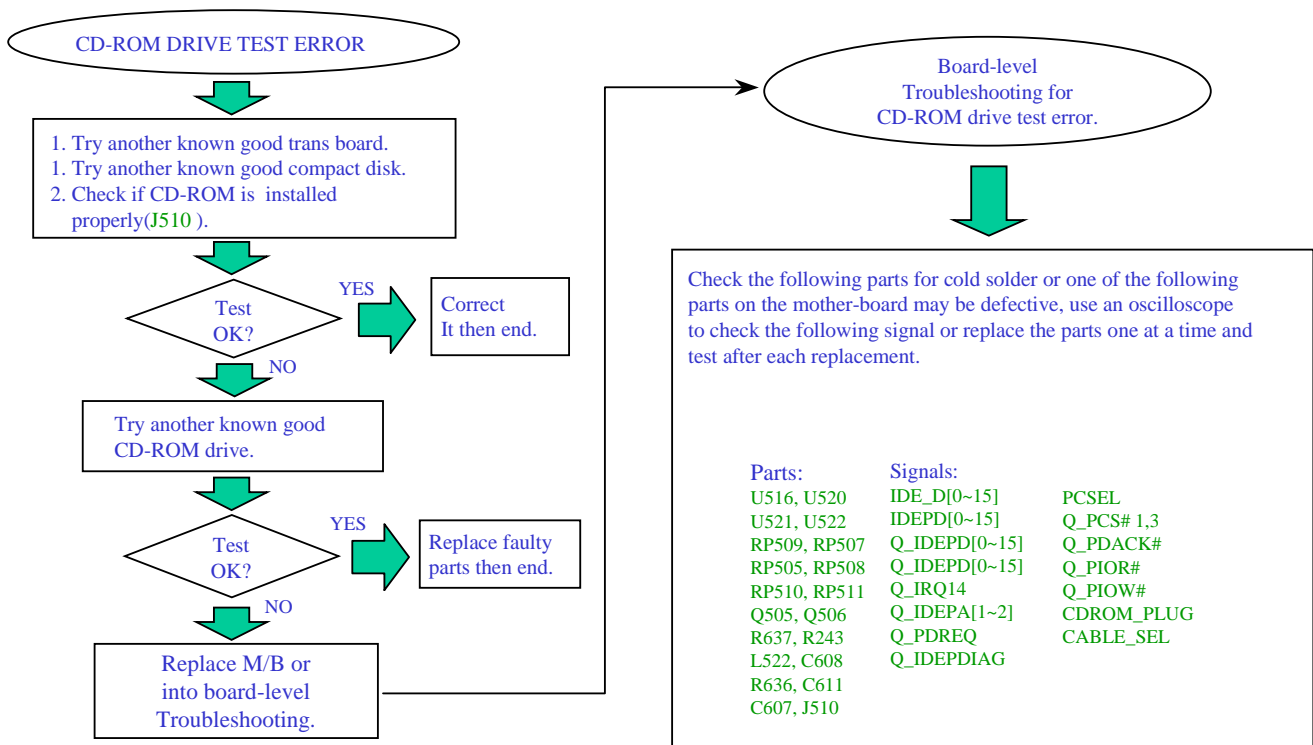 CD-ROM DRIVE TEST ERROR
1. Try another known good trans board.
1. Try another known good compact disk.
2. Check if CD-ROM is installed
properly(J510 ).
Test
OK?
YES
Correct
It then end.
NO
Try another known good
CD-ROM drive.
Test
OK?
YES
Replace faulty
parts then end.
NO
Replace M/B or
into board-level
Troubleshooting.
Board-level
Troubleshooting for
CD-ROM drive test error.
Check the following parts for cold solder or one of the following
parts on the mother-board may be defective, use an oscilloscope
to check the following signal or replace the parts one at a time and
test after each replacement.
Parts:
U516, U520
U521, U522
RP509, RP507
RP505, RP508
RP510, RP511
Q505, Q506
R637, R243
L522, C608
R636, C611
C607, J510
Signals:
IDE_D[0~15]
IDEPD[0~15]
Q_IDEPD[0~15]
Q_IDEPD[0~15]
Q_IRQ14
Q_IDEPA[1~2]
Q_PDREQ
Q_IDEPDIAG
PCSEL
Q_PCS# 1,3
Q_PDACK#
Q_PIOR#
Q_PIOW#
CDROM_PLUG
CABLE_SEL